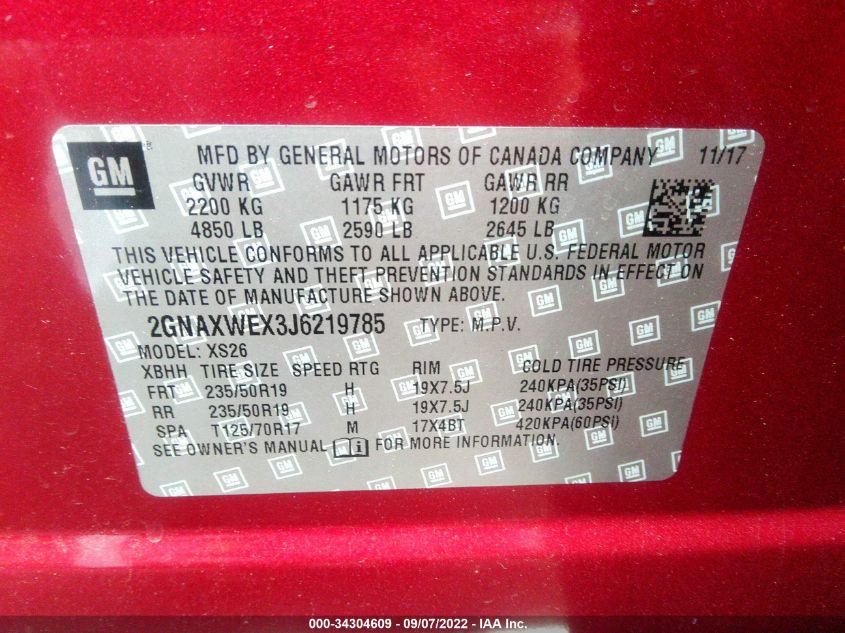 GM
MFD BY GENERAL MOTORS OF CANADA COMPANY 11/17
GVWR GAWR FRT GAWR RR
2200 KG 1175 KG 1200 KG
4850 LB 2590 LB 2645 LB
THIS VEHICLE CONFORMS TO ALL APPLICABLE U.S. FEDERAL MOTOR
VEHICLE SAFETY AND THEFT PREVENTION STANDARDS IN EFFECT ON
THE DATE OF MANUFACTURE SHOWN ABOVE.
2GNAXWEX3J6219785 TYPE: M.P.V.
MODEL: XS26
XBHH TIRE SIZE SPEED RTG RIM COLD TIRE PRESSURE
FRT 235/50R19 H 19X7.5J 240KPA(35PSI)
RR 235/50R19 H 19X7.5J 240KPA(35PSI)
SPA T125/70R17 M 17X4BT 420KPA(60PSI)
SEE OWNER'S MANUAL i FOR MORE INFORMATION.
000-34304609 - 09/07/2022 - IAA Inc.